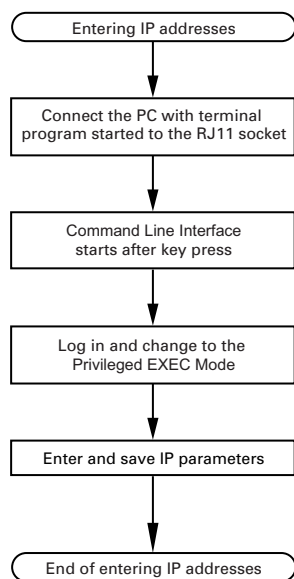 Entering IP addresses
Connect the PC with terminal
program started to the RJ11 socket
Command Line Interface
starts after key press
Log in and change to the
Privileged EXEC Mode
Enter and save IP parameters
End of entering IP addresses